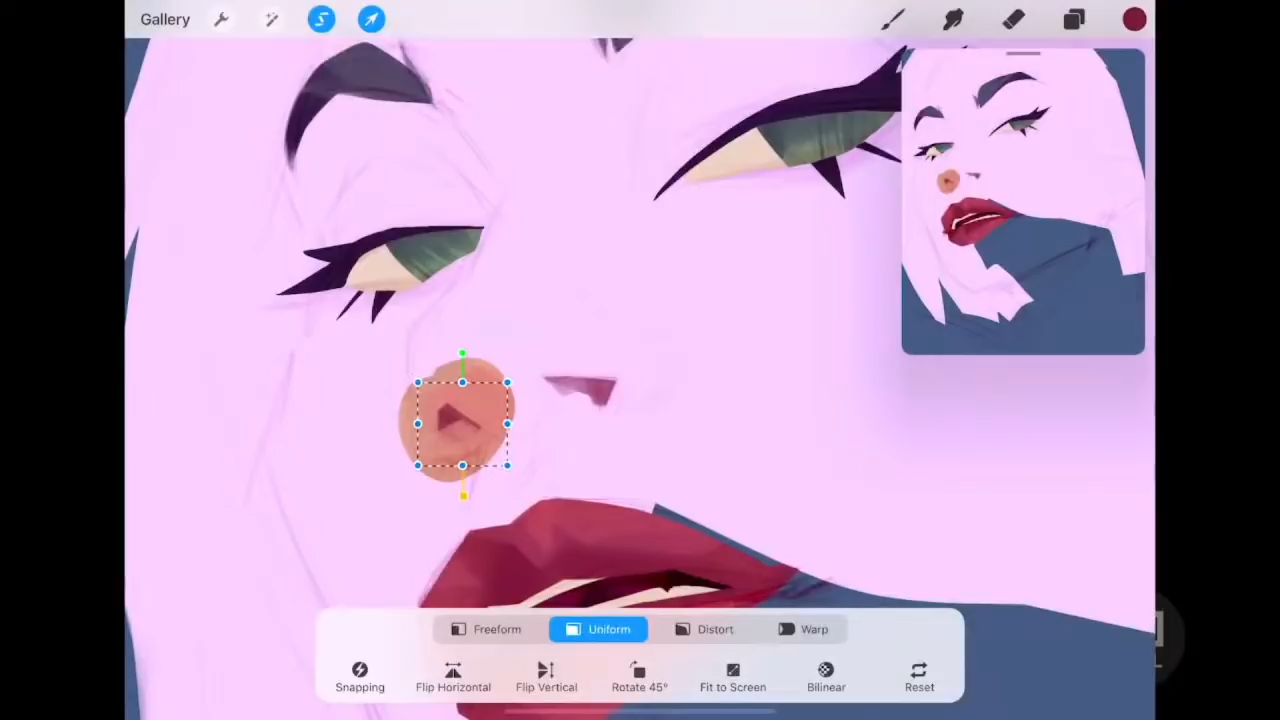 Gallery
Freeform Uniform Distort Warp
Snapping Flip Horizontal Flip Vertical Rotate 45° Fit to Screen Bilinear Reset